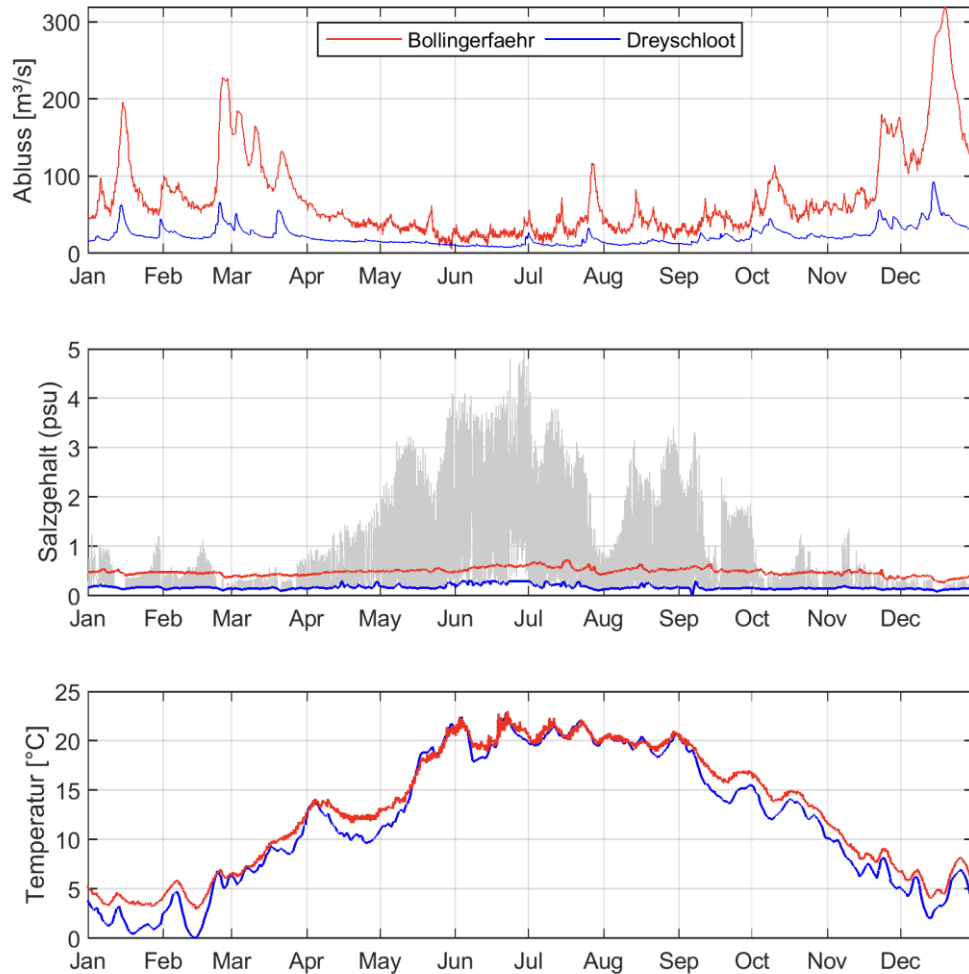 300
200
100
0
Abluss [m³/s]
Bollingerfaehr Dreyschloot
Jan Feb Mar Apr May Jun Jul Aug Sep Oct Nov Dec
5
4
3
2
1
0
Salzgehalt (psu)
Jan Feb Mar Apr May Jun Jul Aug Sep Oct Nov Dec
25
20
15
10
5
0
Temperatur [°C]
Jan Feb Mar Apr May Jun Jul Aug Sep Oct Nov Dec